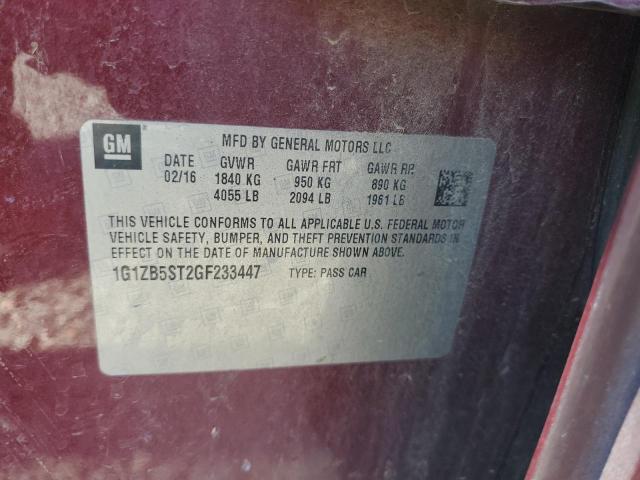 GM
MFD BY GENERAL MOTORS LLC
DATE GVWR GAWR FRT GAWR RR
02/16 1840 KG 950 KG 890 KG
4055 LB 2094 LB 1961 LB
THIS VEHICLE CONFORMS TO ALL APPLICABLE U.S. FEDERAL MOTOR
VEHICLE SAFETY, BUMPER, AND THEFT PREVENTION STANDARDS IN
EFFECT ON THE DATE OF MANUFACTURE SHOWN ABOVE.
1G1ZB5ST2GF233447 TYPE: PASS CAR